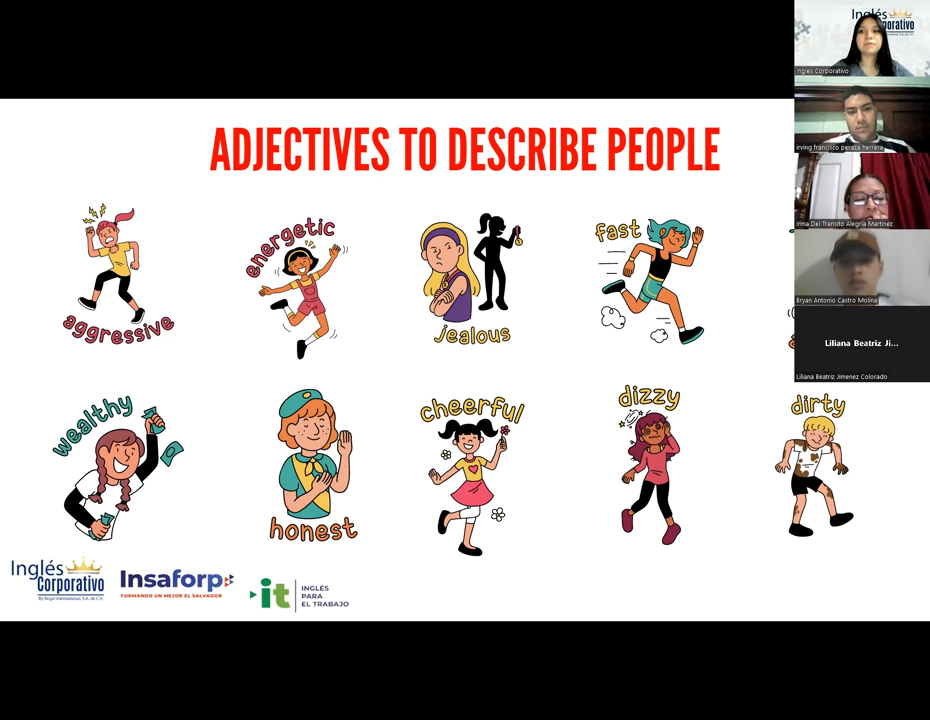 Inglés
Corporativo
Ingles Corporativo
irving francisco peraza herrera
Irma Del Transito Alegria Martinez
Bryan Antonio Castro Molina
Liliana Beatriz Ji...
Liliana Beatriz Jimenez Colorado
ADJECTIVES TO DESCRIBE PEOPLE
aggressive
energetic
jealous
fast
wealthy
honest
cheerful
dizzy
dirty
Inglés
Corporativo
By Regal International, S.A. de C.V.
Insaforp
FORMANDO UN MEJOR EL SALVADOR
it
INGLÉS
PARA
EL TRABAJO